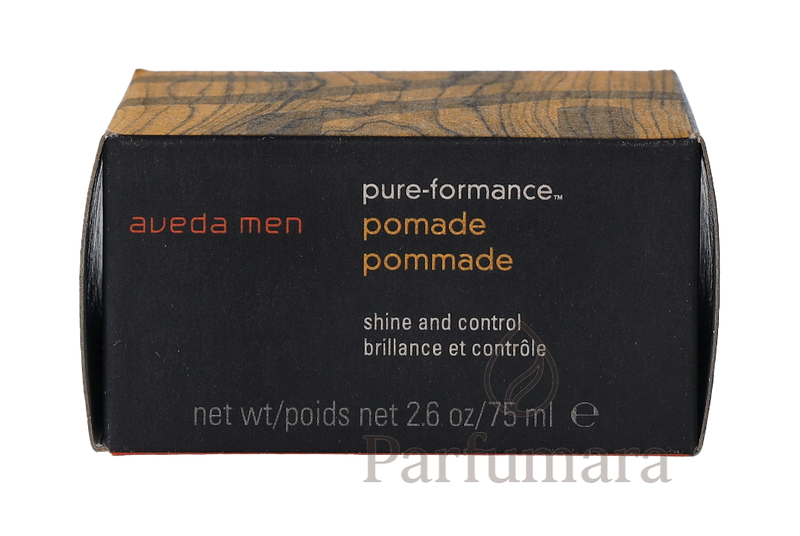 aveda men
pure-formance™
pomade
pommade
shine and control
brillance et contrôle
net wt/poids net 2.6 oz/75 ml ℮
Parfumara